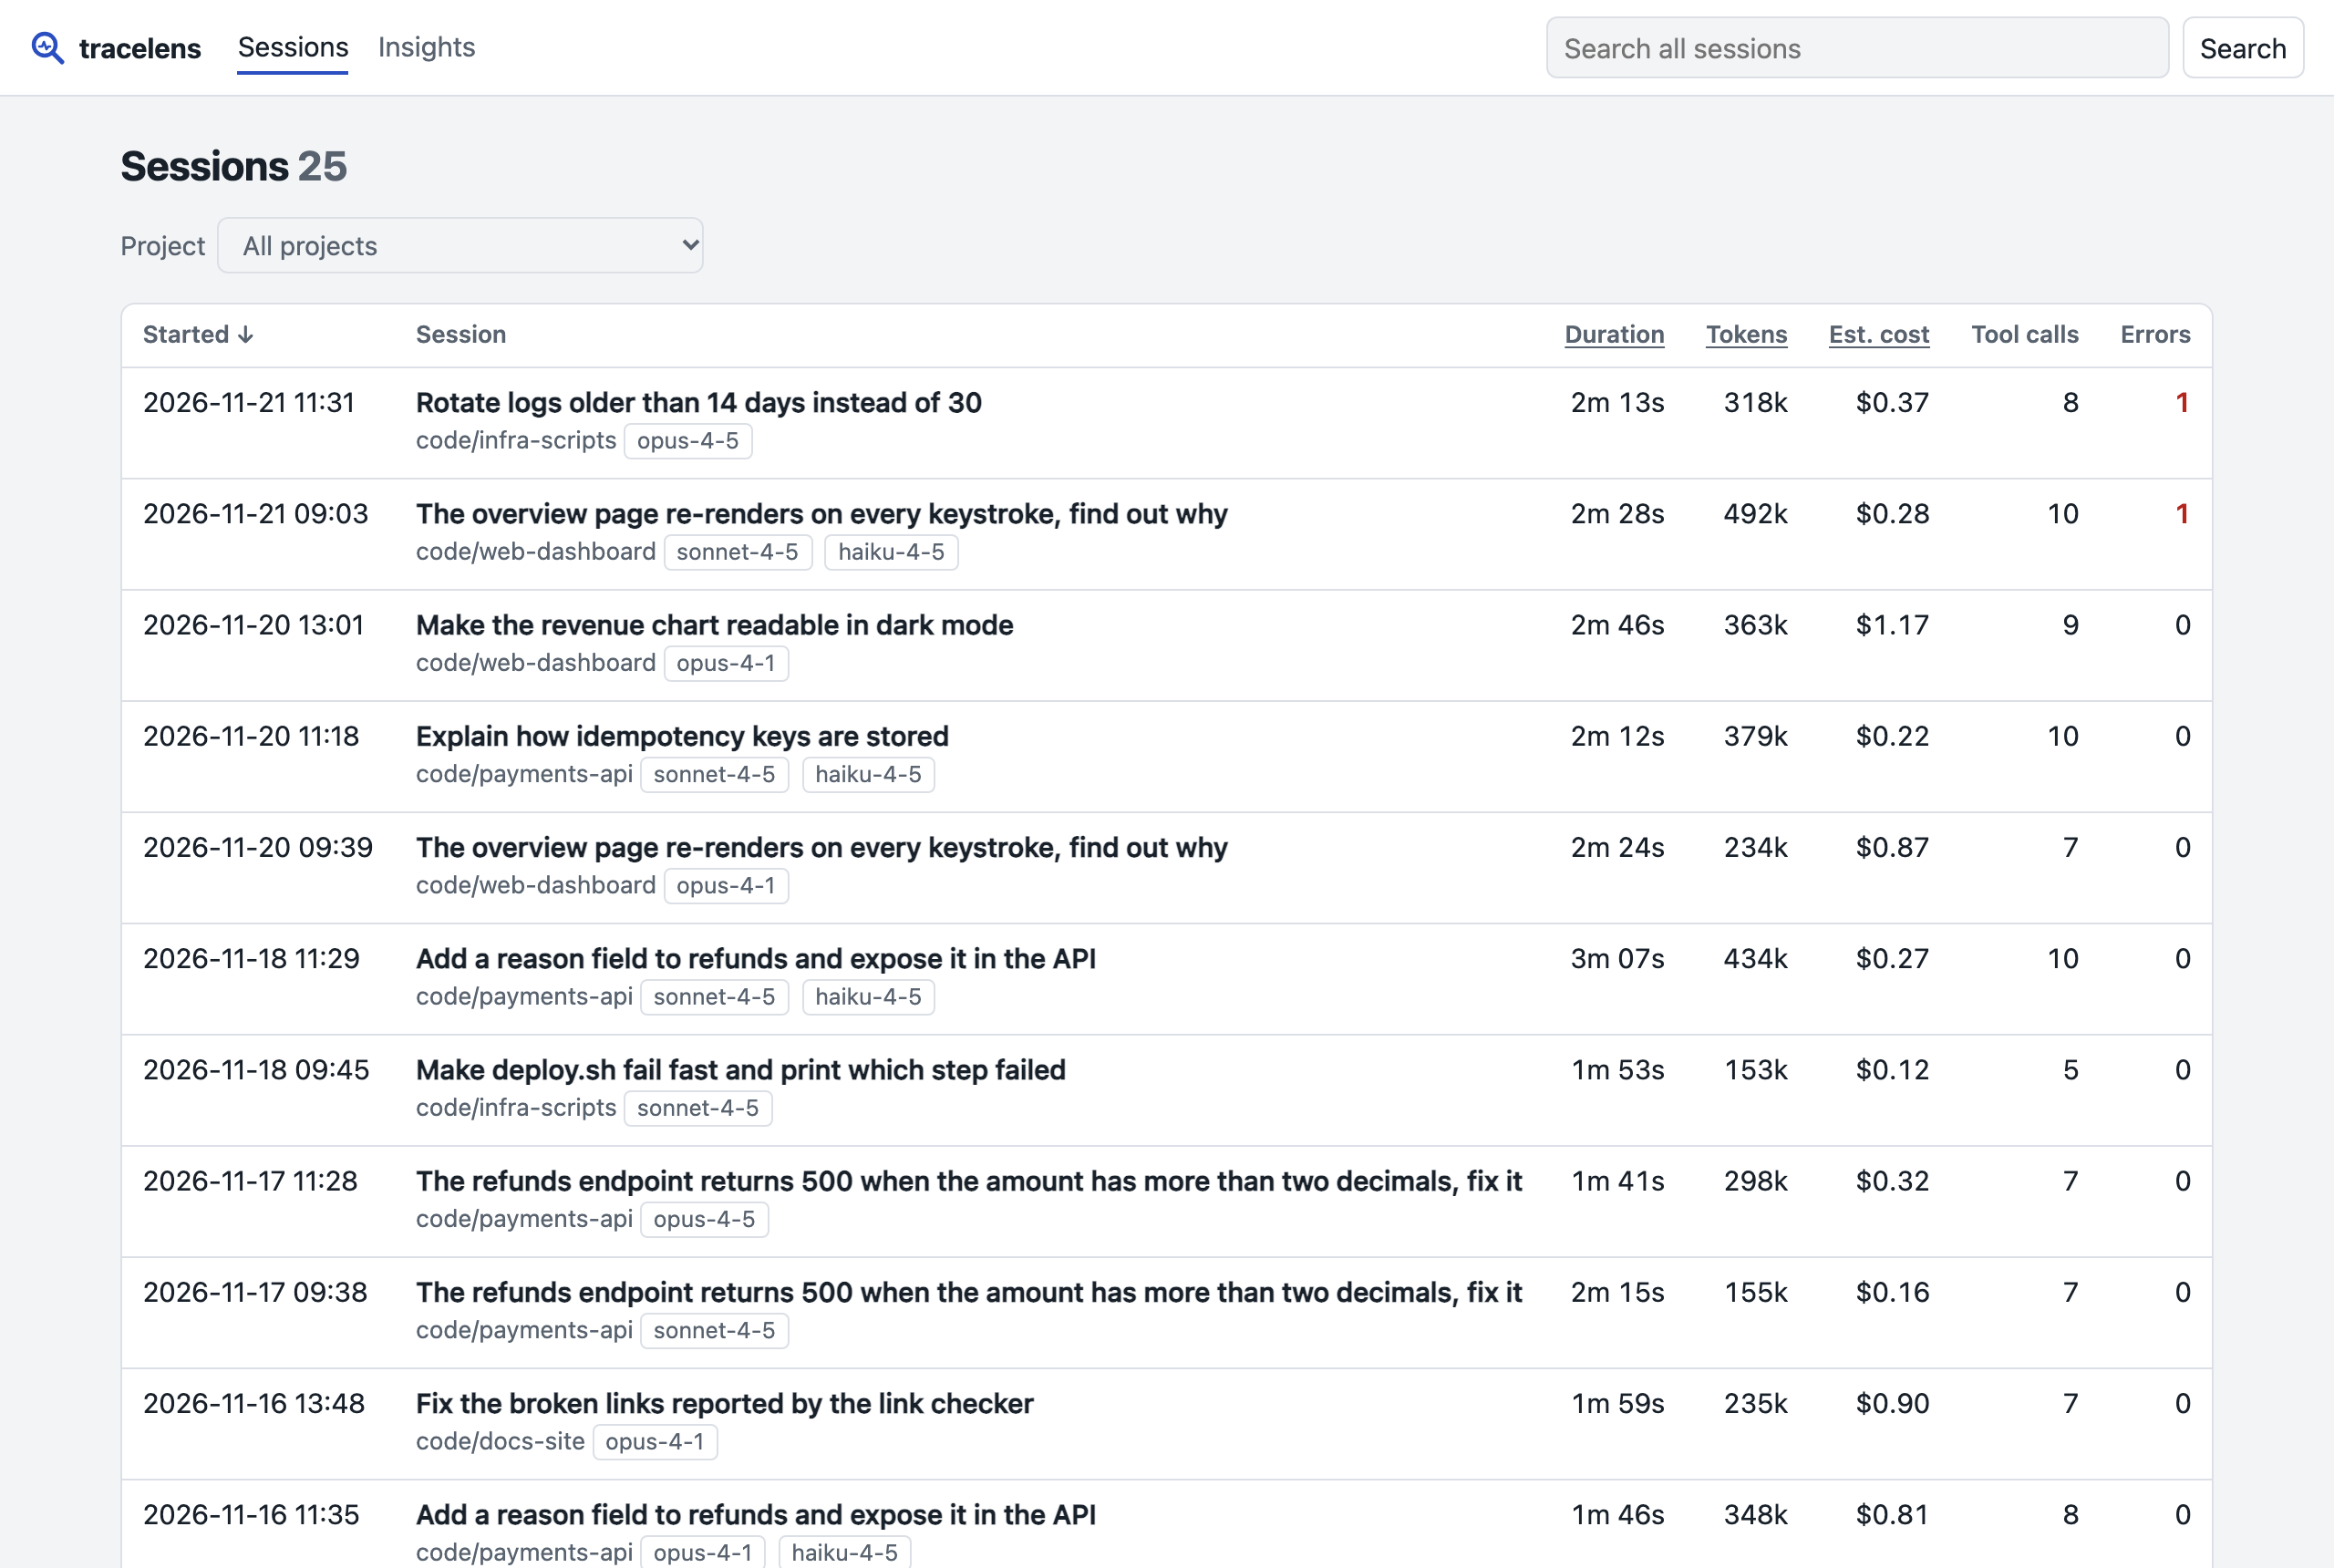 tracelens Sessions Insights Search all sessions Search
Sessions 25
Project All projects
Started ↓ Session Duration Tokens Est. cost Tool calls Errors
2026-11-21 11:31 Rotate logs older than 14 days instead of 30 2m 13s 318k $0.37 8 1
code/infra-scripts opus-4-5
2026-11-21 09:03 The overview page re-renders on every keystroke, find out why 2m 28s 492k $0.28 10 1
code/web-dashboard sonnet-4-5 haiku-4-5
2026-11-20 13:01 Make the revenue chart readable in dark mode 2m 46s 363k $1.17 9 0
code/web-dashboard opus-4-1
2026-11-20 11:18 Explain how idempotency keys are stored 2m 12s 379k $0.22 10 0
code/payments-api sonnet-4-5 haiku-4-5
2026-11-20 09:39 The overview page re-renders on every keystroke, find out why 2m 24s 234k $0.87 7 0
code/web-dashboard opus-4-1
2026-11-18 11:29 Add a reason field to refunds and expose it in the API 3m 07s 434k $0.27 10 0
code/payments-api sonnet-4-5 haiku-4-5
2026-11-18 09:45 Make deploy.sh fail fast and print which step failed 1m 53s 153k $0.12 5 0
code/infra-scripts sonnet-4-5
2026-11-17 11:28 The refunds endpoint returns 500 when the amount has more than two decimals, fix it 1m 41s 298k $0.32 7 0
code/payments-api opus-4-5
2026-11-17 09:38 The refunds endpoint returns 500 when the amount has more than two decimals, fix it 2m 15s 155k $0.16 7 0
code/payments-api sonnet-4-5
2026-11-16 13:48 Fix the broken links reported by the link checker 1m 59s 235k $0.90 7 0
code/docs-site opus-4-1
2026-11-16 11:35 Add a reason field to refunds and expose it in the API 1m 46s 348k $0.81 8 0
code/payments-api opus-4-1 haiku-4-5